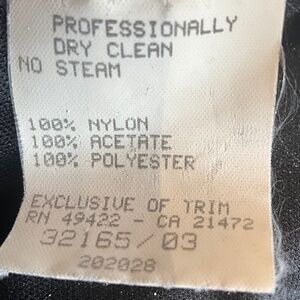 PROFESSIONALLY
DRY CLEAN
NO STEAM
100% NYLON
100% ACETATE
100% POLYESTER
EXCLUSIVE OF TRIM
RN 49422 - CA 21472
32165/03
202028